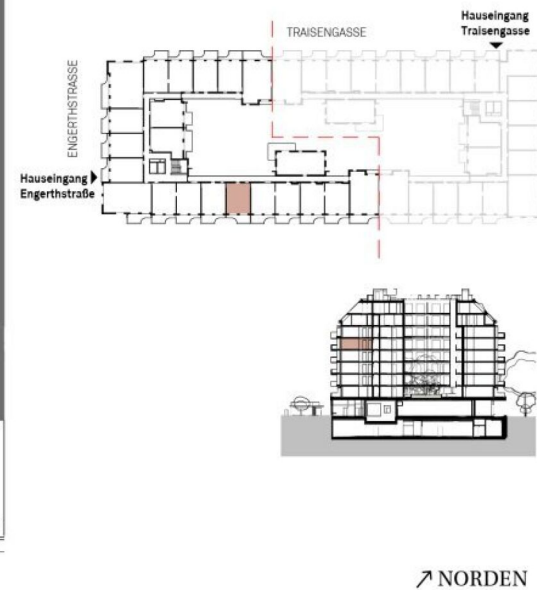 Hauseingang
Traisengasse
TRAISENGASSE
ENGERTHSTRASSE
Hauseingang
Engerthstraße
NORDEN